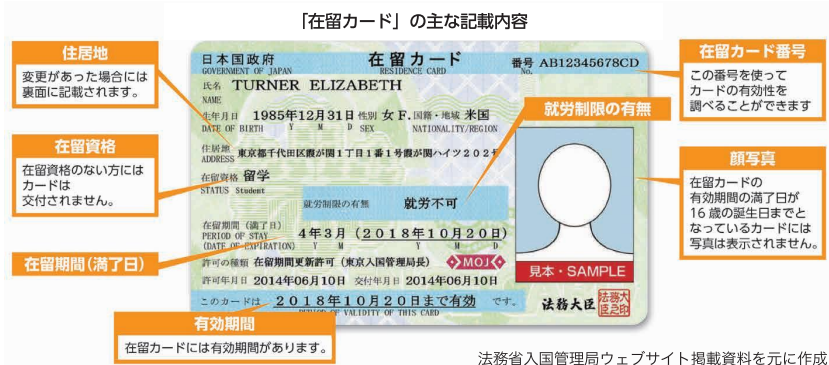 「在留カード」の主な記載内容
住居地
変更があった場合には
裏面に記載されます。
在留資格
在留資格のない方には
カードは
交付されません。
在留期間(満了日)
有効期間
在留カードには有効期間があります。
日本国政府
GOVERNMENT OF JAPAN
在留カード
RESIDENCE CARD
番号 AB12345678CD
No.
氏名 TURNER ELIZABETH
NAME
生年月日 1985年12月31日 性別 女 F. 国籍・地域 米国
DATE OF BIRTH Y M D SEX NATIONALITY/REGION
住居地 東京都千代田区霞が関1丁目1番1号霞が関ハイツ202号
ADDRESS
在留資格 留学
STATUS Student
就労制限の有無 就労不可
在留期間(満了日) 4年3月(2018年10月20日)
PERIOD OF STAY
(DATE OF EXPIRATION) Y M Y M D
許可の種類 在留期間更新許可(東京入国管理局長)
MOJ
許可年月日 2014年06月10日 交付年月日 2014年06月10日
このカードは 2018年10月20日まで有効 です。
PERIOD OF VALIDITY OF THIS CARD
見本・SAMPLE
法務大臣
法務大臣之印
就労制限の有無
在留カード番号
この番号を使って
カードの有効性を
調べることができます
顔写真
在留カードの
有効期間の満了日が
16歳の誕生日までと
なっているカードには
写真は表示されません。
法務省入国管理局ウェブサイト掲載資料を元に作成